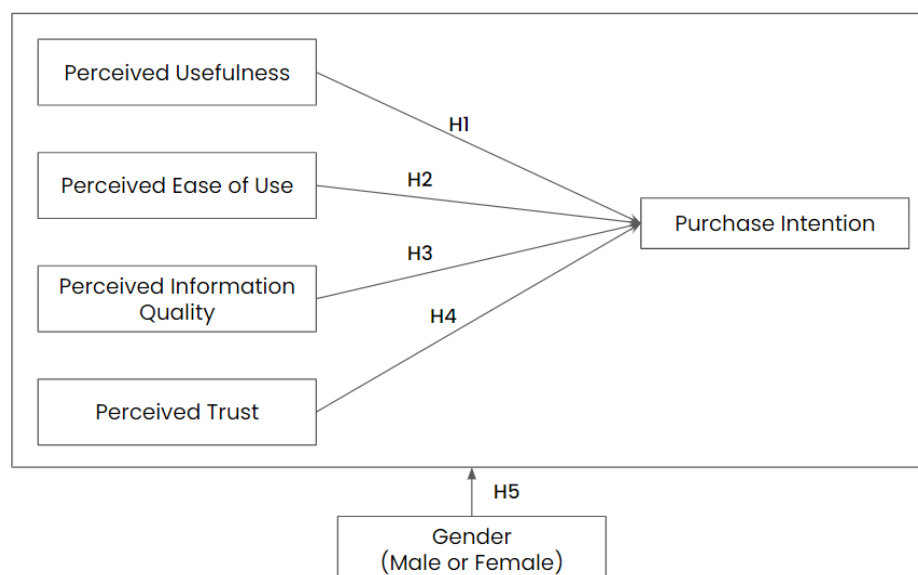 Perceived Usefulness
H1
Perceived Ease of Use
H2
Purchase Intention
H3
Perceived Information
Quality
H4
Perceived Trust
H5
Gender
(Male or Female)